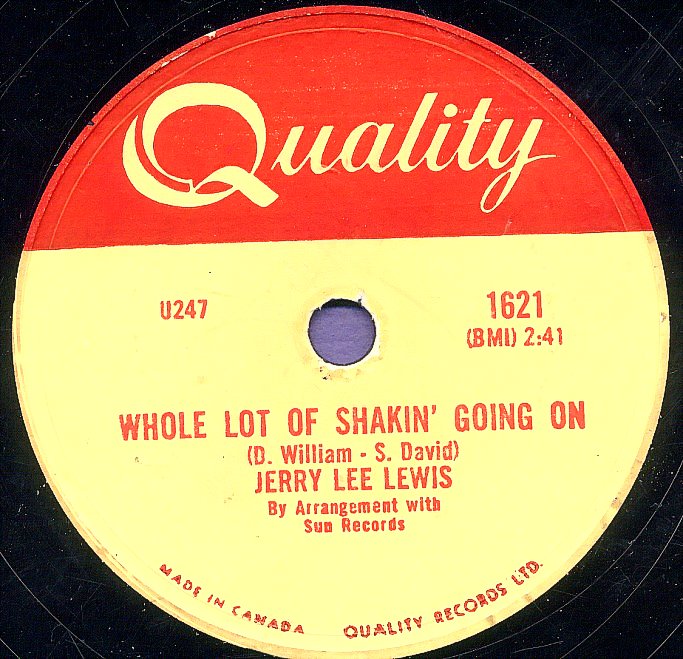 Quality
U247
1621
(BMI) 2:41
WHOLE LOT OF SHAKIN' GOING ON
(D. William - S. David)
JERRY LEE LEWIS
By Arrangement with
Sun Records
MADE IN CANADA
QUALITY RECORDS LTD.